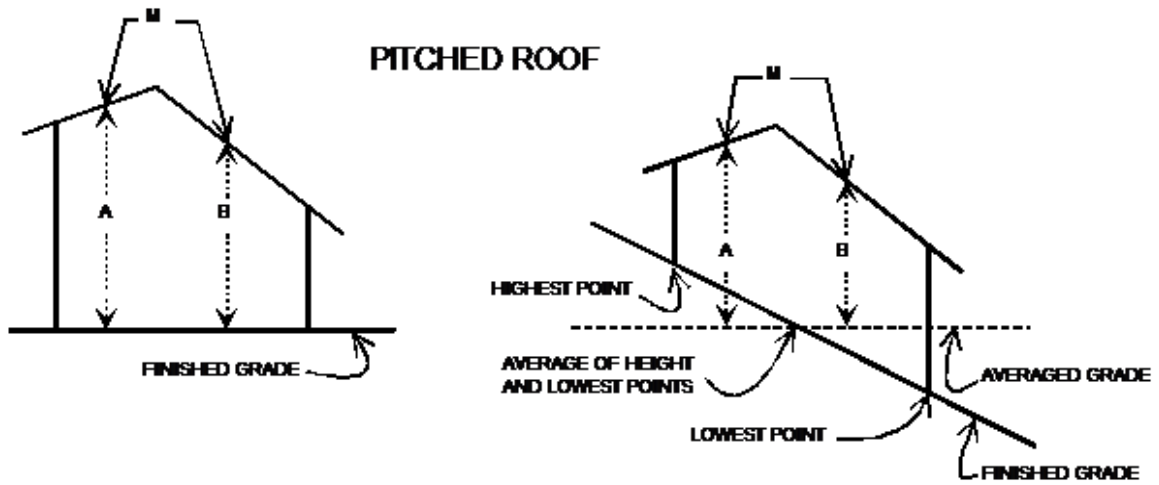 M
PITCHED ROOF
M
A
B
A
B
HIGHEST POINT
FINISHED GRADE
AVERAGE OF HEIGHT
AND LOWEST POINTS
AVERAGED GRADE
LOWEST POINT
FINISHED GRADE